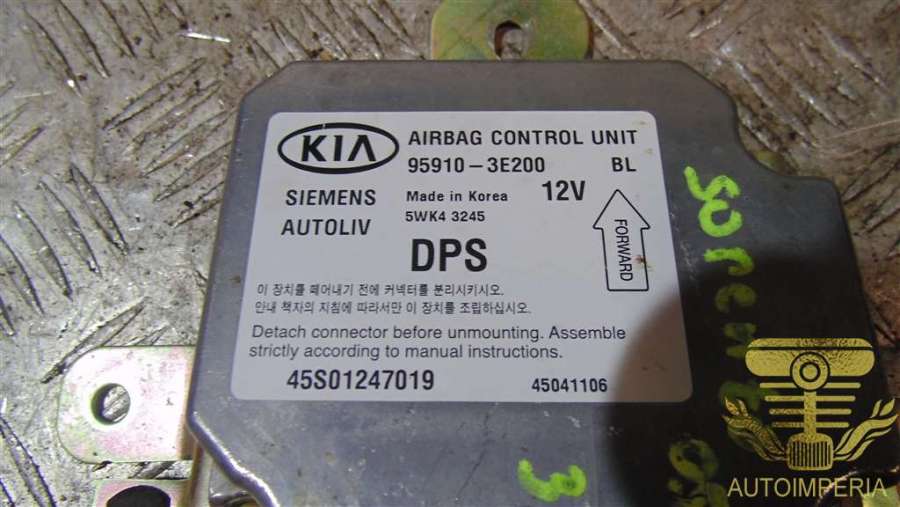 KIA AIRBAG CONTROL UNIT
95910-3E200 BL
SIEMENS Made in Korea 12V
AUTOLIV 5WK4 3245
FORWARD
DPS
이 장치를 떼어내기 전에 커넥터를 분리시키시오.
안내 책자의 지침에 따라서만 이 장치를 조립하십시오.
Detach connector before unmounting. Assemble
strictly according to manual instructions.
45S01247019 45041106
3
AUTOIMPERIA